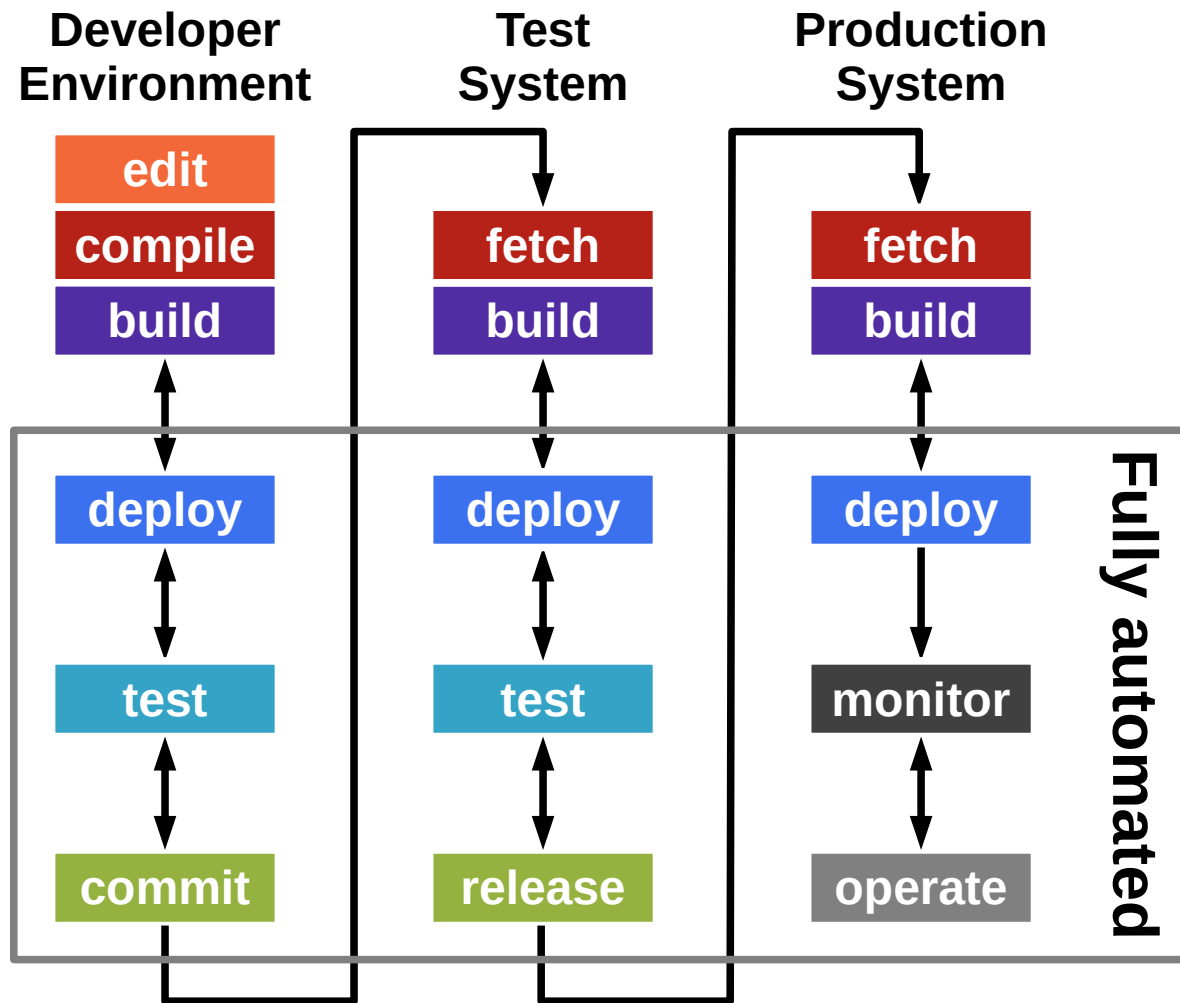 Developer
Environment
edit
compile
build
deploy
test
commit
Test
System
fetch
build
deploy
test
release
Production
System
fetch
build
deploy
monitor
operate
Fully automated